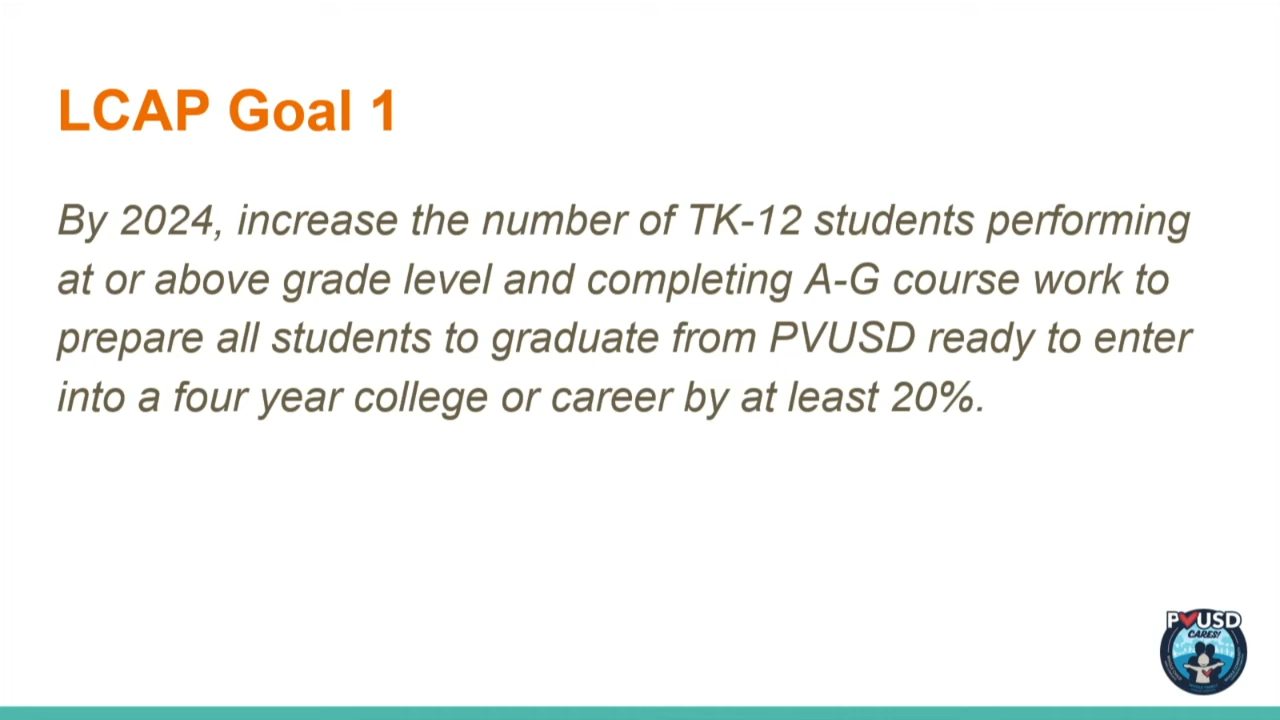 LCAP Goal 1
By 2024, increase the number of TK-12 students performing
at or above grade level and completing A-G course work to
prepare all students to graduate from PVUSD ready to enter
into a four year college or career by at least 20%.
PVUSD
CARES!